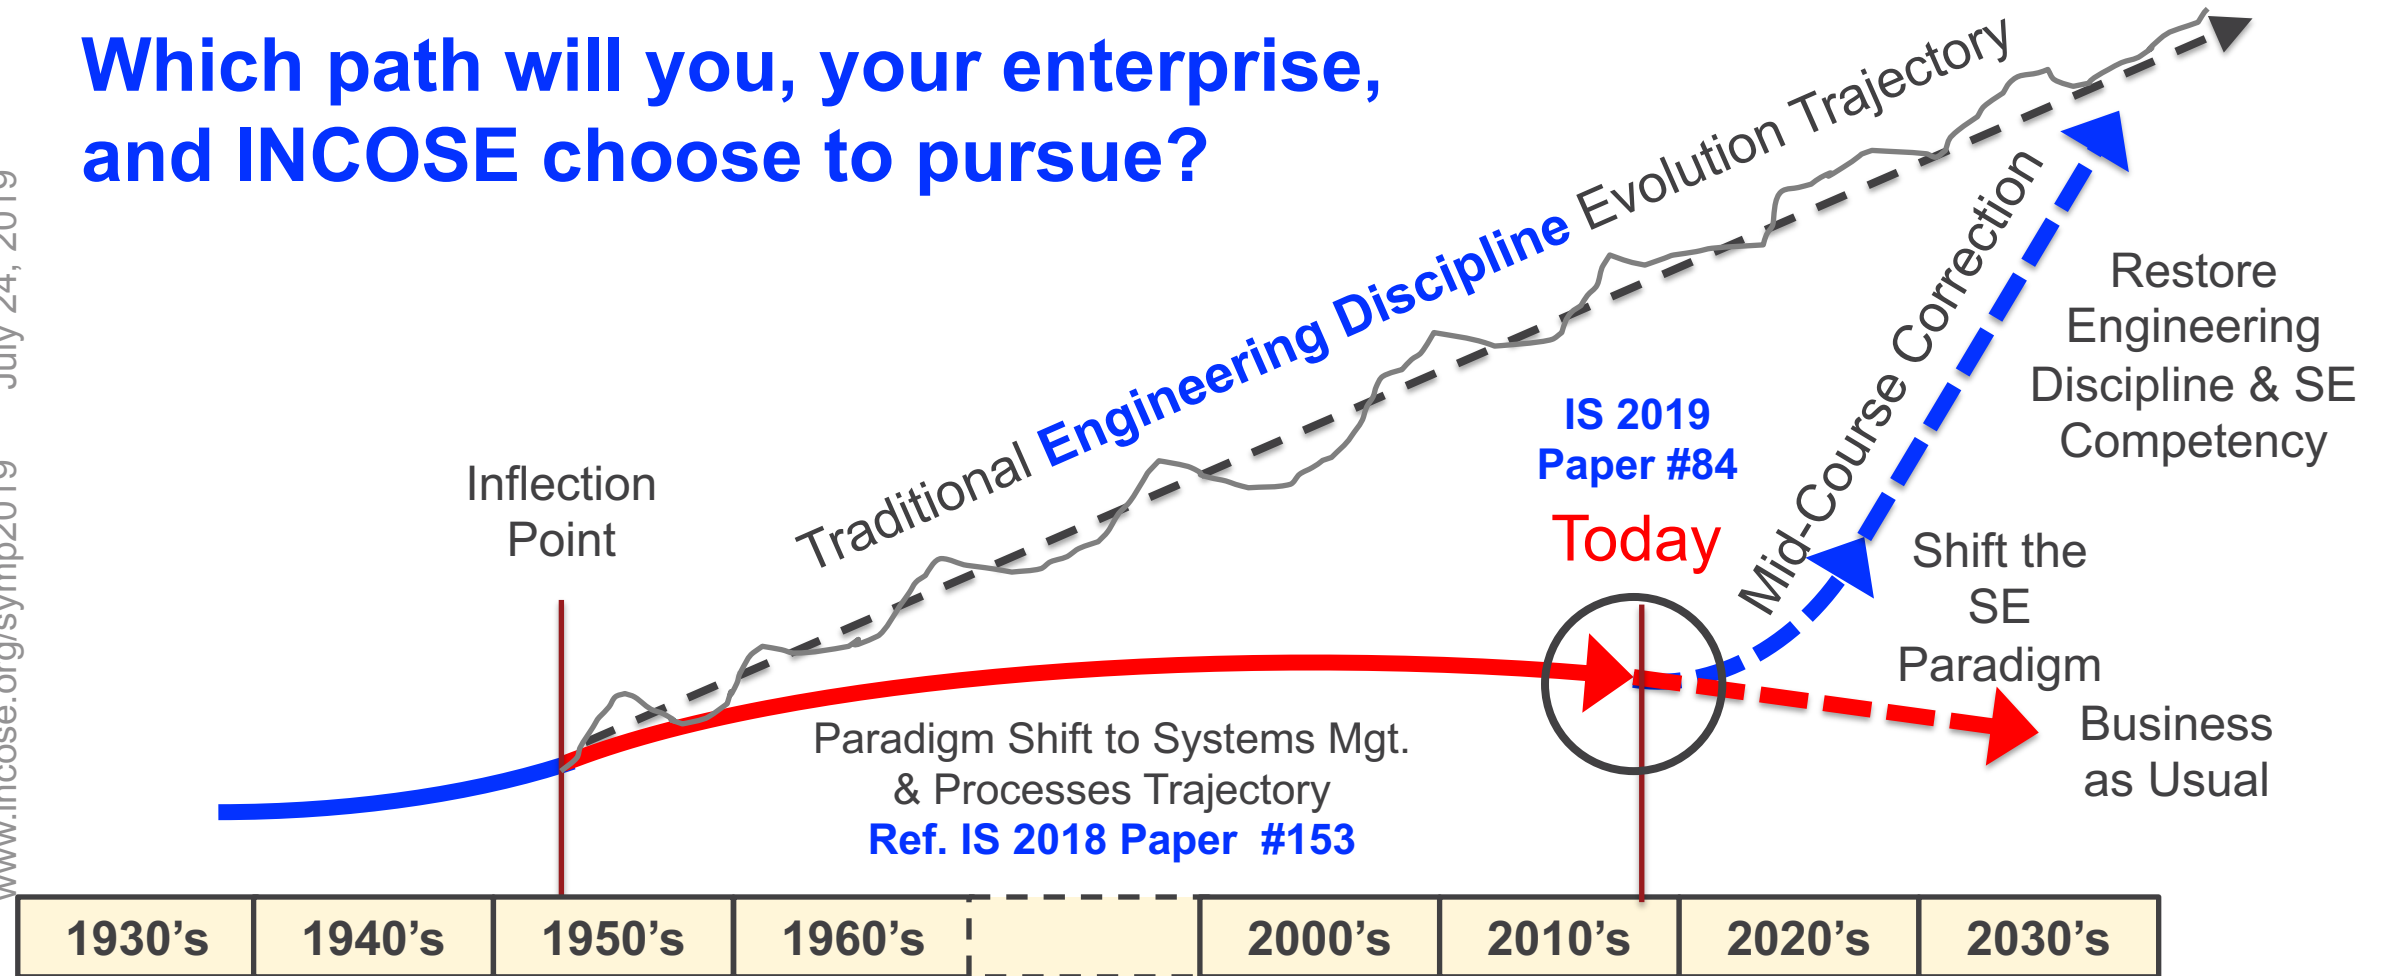 Which path will you, your enterprise,
and INCOSE choose to pursue?
July 24, 2019
www.incose.org/symp2019
Traditional Engineering Discipline Evolution Trajectory
Inflection
Point
IS 2019
Paper #84
Today
Mid-Course Correction
Restore
Engineering
Discipline & SE
Competency
Shift the
SE
Paradigm
Business
as Usual
Paradigm Shift to Systems Mgt.
& Processes Trajectory
Ref. IS 2018 Paper #153
1930’s 1940’s 1950’s 1960’s 2000’s 2010’s 2020’s 2030’s